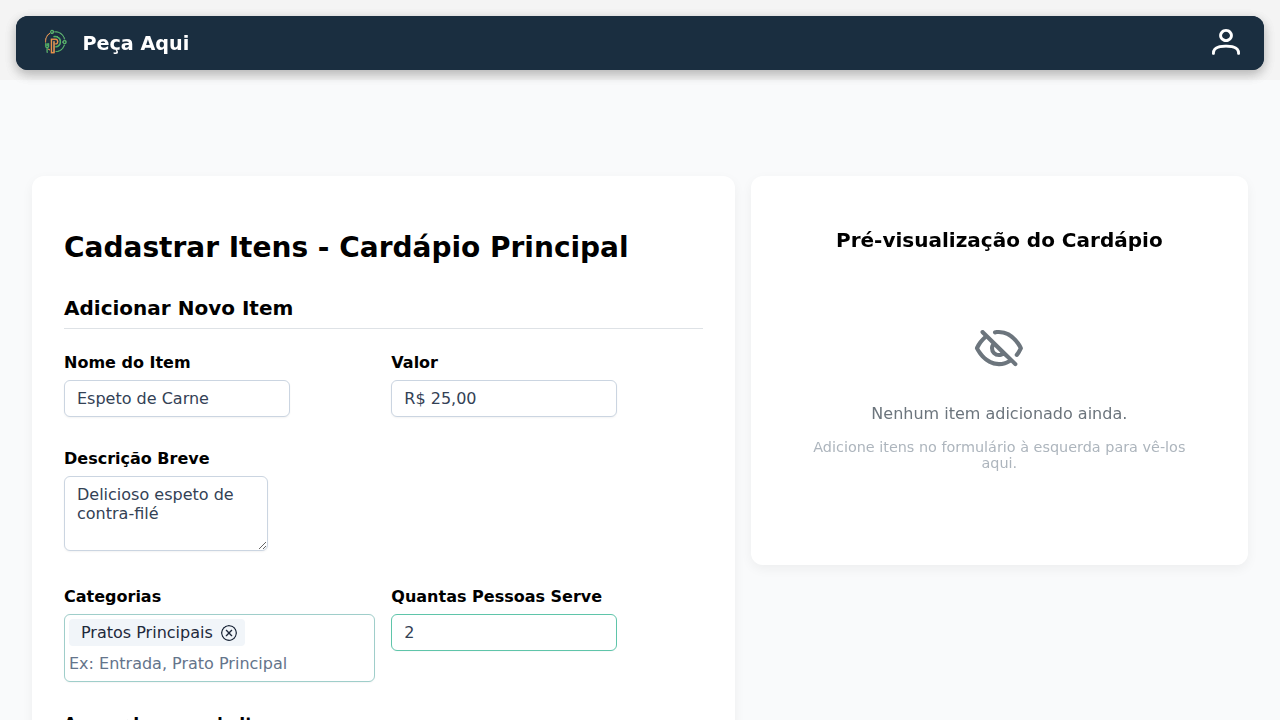 Peça Aqui
Cadastrar Itens - Cardápio Principal
Adicionar Novo Item
Nome do Item
Valor
Espeto de Carne
R$ 25,00
Descrição Breve
Delicioso espeto de
contra-filé
Categorias
Quantas Pessoas Serve
Pratos Principais
2
Ex: Entrada, Prato Principal
Pré-visualização do Cardápio
Nenhum item adicionado ainda.
Adicione itens no formulário à esquerda para vê-los
aqui.